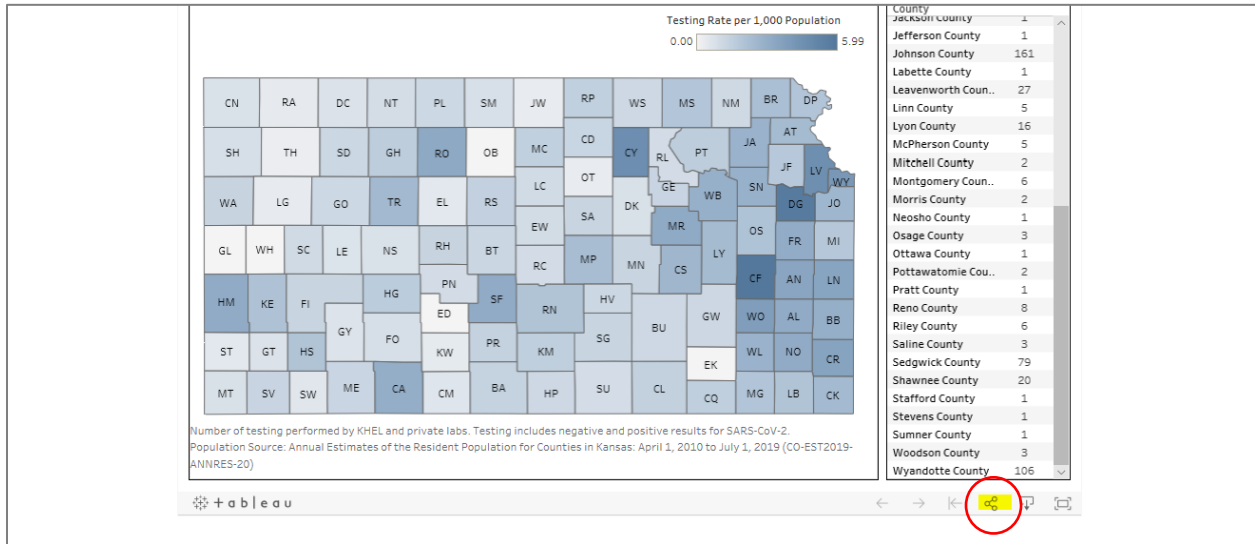 Testing Rate per 1,000 Population
0.00 5.99
CN RA DC NT PL SM JW RP WS MS NM BR DP
SH TH SD GH RO OB MC CD CY RL PT JA AT
JF LV WY
WA LG GO TR EL RS LC OT DK GE WB SN DG JO
EW SA MR OS
GL WH SC LE NS RH BT RC MP MN CS LY FR MI
HM KE FI HG PN SF RN HV BU GW CF AN LN
ED
GY FO PR SG WO AL BB
ST GT HS KW KM EK WL NO CR
MT SV SW ME CA CM BA HP SU CL CQ MG LB CK
Number of testing performed by KHEL and private labs. Testing includes negative and positive results for SARS-CoV-2.
Population Source: Annual Estimates of the Resident Population for Counties in Kansas: April 1, 2010 to July 1, 2019 (CO-EST2019-
ANNRES-20)
County
Jackson County 1
Jefferson County 1
Johnson County 161
Labette County 1
Leavenworth Coun.. 27
Linn County 5
Lyon County 16
McPherson County 5
Mitchell County 2
Montgomery Coun.. 6
Morris County 2
Neosho County 1
Osage County 3
Ottawa County 1
Pottawatomie Cou.. 2
Pratt County 1
Reno County 8
Riley County 6
Saline County 3
Sedgwick County 79
Shawnee County 20
Stafford County 1
Stevens County 1
Sumner County 1
Woodson County 3
Wyandotte County 106
+ableau